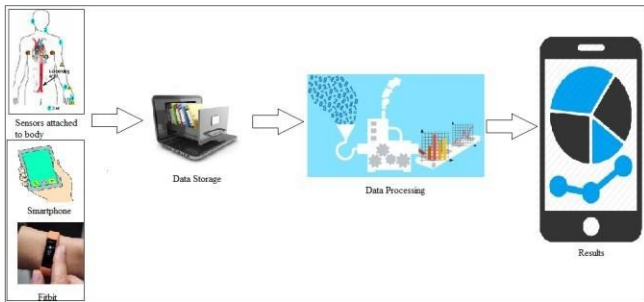 Sensors attached
to body
Smartphone
Fitbit
Data Storage
Data Processing
Results